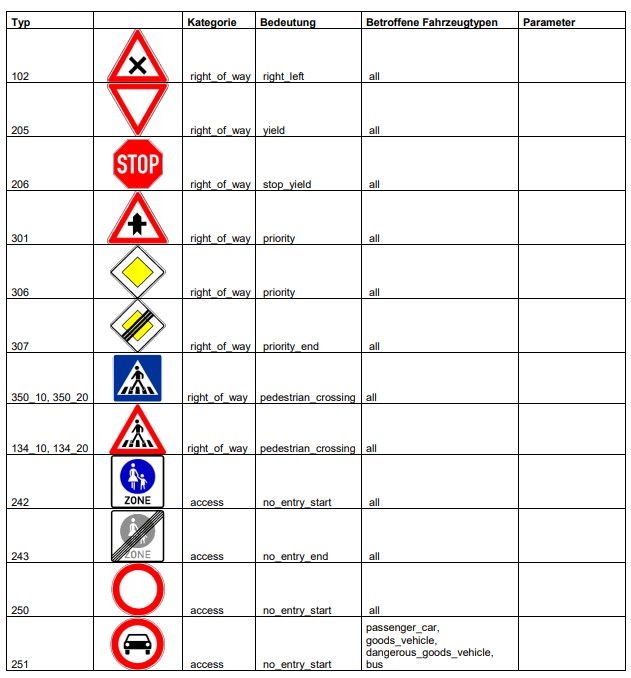 Typ Kategorie Bedeutung Betroffene Fahrzeugtypen Parameter
102 right_of_way right_left all
205 right_of_way yield all
STOP
206 right_of_way stop_yield all
301 right_of_way priority all
306 right_of_way priority all
307 right_of_way priority_end all
350_10, 350_20 right_of_way pedestrian_crossing all
134_10, 134_20 right_of_way pedestrian_crossing all
ZONE
242 access no_entry_start all
ZONE
243 access no_entry_end all
250 access no_entry_start all
passenger_car,
goods_vehicle,
dangerous_goods_vehicle,
251 access no_entry_start bus